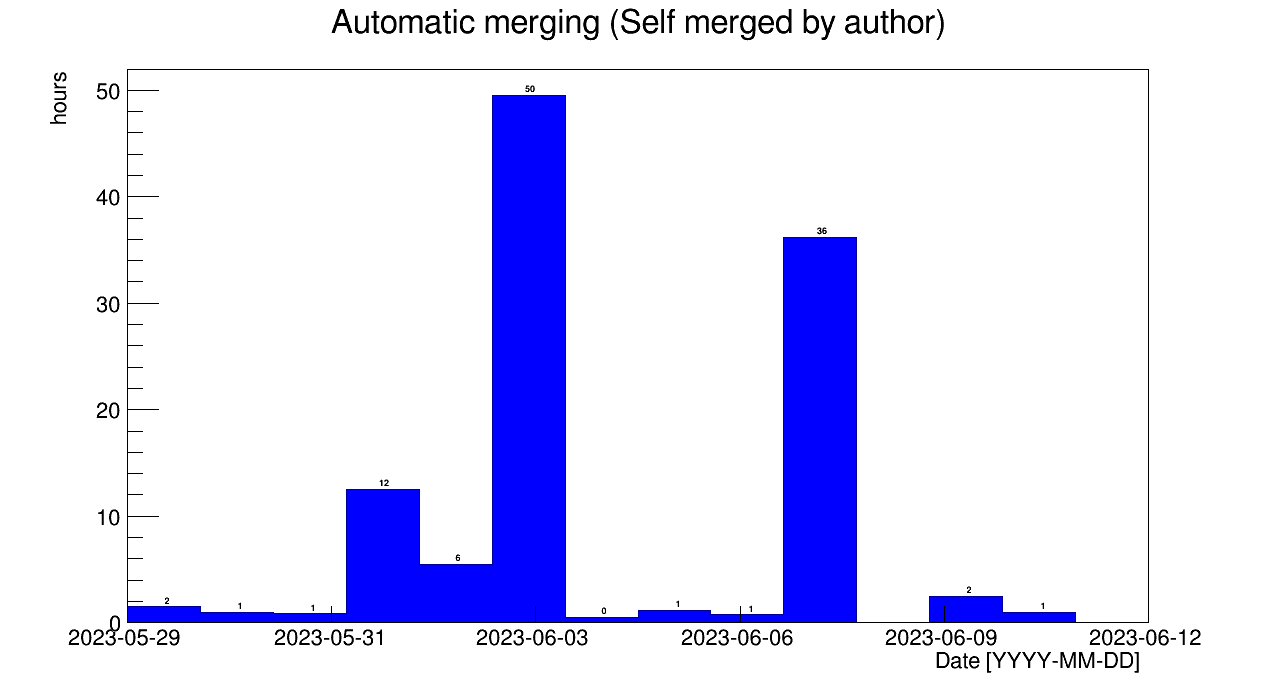 Automatic merging (Self merged by author)
hours
50
40
30
20
10
0
2 1 1 12 6 50 0 1 1 36 2 1
2023-05-29 2023-05-31 2023-06-03 2023-06-06 2023-06-09 2023-06-12
Date [YYYY-MM-DD]